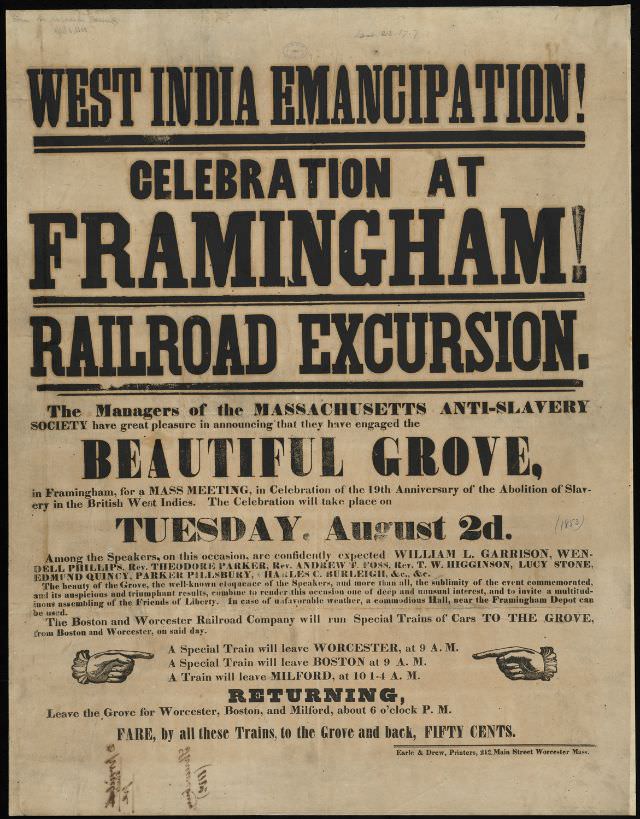 WEST INDIA EMANCIPATION!
CELEBRATION AT
FRAMINGHAM!
RAILROAD EXCURSION.
The Managers of the MASSACHUSETTS ANTI-SLAVERY
SOCIETY have great pleasure in announcing that they have engaged the
BEAUTIFUL GROVE,
in Framingham, for a MASS MEETING, in Celebration of the 19th Anniversary of the Abolition of Slav-
ery in the British West Indies. The Celebration will take place on
TUESDAY, August 2d.
(1853)
Among the Speakers, on this occasion, are confidently expected WILLIAM L. GARRISON, WEN-
DELL PHILLIPS, Rev. THEODORE PARKER, Rev. ANDREW T. FOSS, Rev. T. W. HIGGINSON, LUCY STONE,
EDMUND QUINCY, PARKER PILLSBURY, CHARLES C. BURLEIGH, &c., &c.
The beauty of the Grove, the well-known eloquence of the Speakers, and more than all, the sublimity of the event commemorated,
and its auspicious and triumphant results, combine to render this occasion one of deep and unusual interest, and to invite a multitud-
inous assembling of the Friends of Liberty. In case of unfavorable weather, a commodious Hall, near the Framingham Depot can
be used.
The Boston and Worcester Railroad Company will run Special Trains of Cars TO THE GROVE,
from Boston and Worcester, on said day.
A Special Train will leave WORCESTER, at 9 A. M.
A Special Train will leave BOSTON at 9 A. M.
A Train will leave MILFORD, at 10 1-4 A. M.
RETURNING,
Leave the Grove for Worcester, Boston, and Milford, about 6 o'clock P. M.
FARE, by all these Trains, to the Grove and back, FIFTY CENTS.
Earle & Drew, Printers, 212 Main Street Worcester Mass.